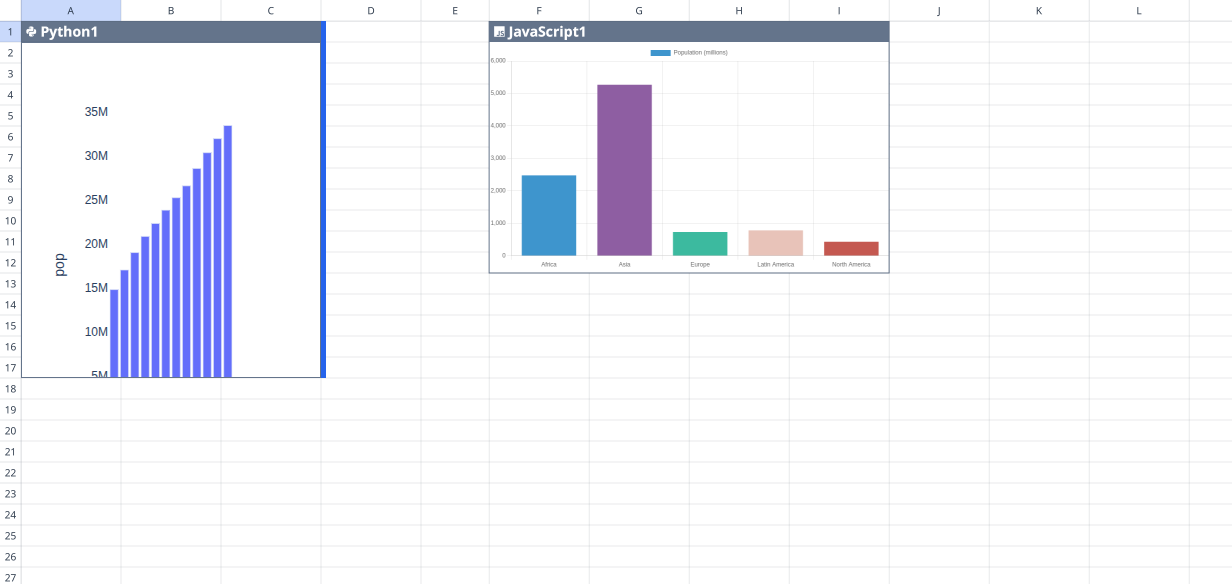 A B C D E F G H I J K L
1 Python1 JavaScript1
2
3
4
5
6
7
8
9
10
11
12
13
14
15
16
17
18
19
20
21
22
23
24
25
26
27
35M
30M
25M
20M
15M
10M
5M
pop
Population (millions)
6,000
5,000
4,000
3,000
2,000
1,000
0
Africa Asia Europe Latin America North America